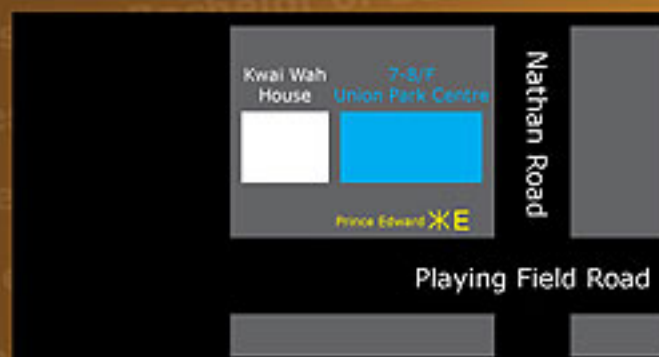 Kwai Wah
House
7-8/F
Union Park Centre
Nathan Road
Prince Edward E
Playing Field Road